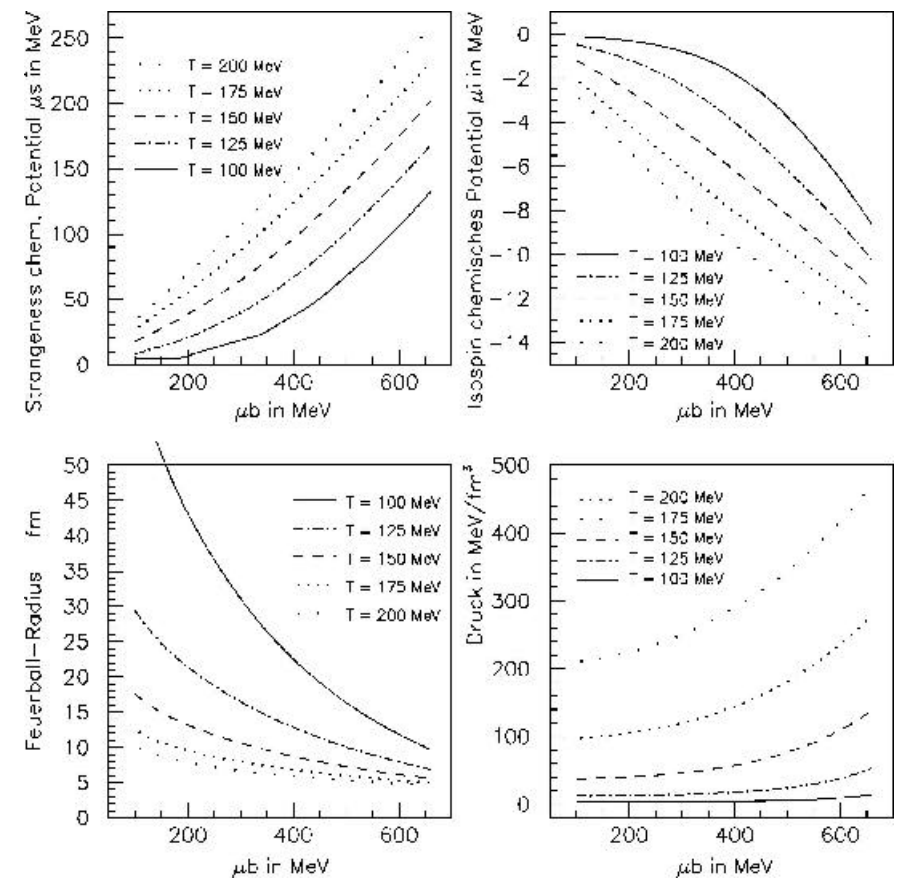 Strangeness chem. Potential μs in MeV
250
200
150
100
50
0
T = 200 MeV
T – 175 MeV
T = 150 MeV
T = 125 MeV
T = 100 MeV
200 400 600
μb in MeV
Isospin chemisches Potential μi in MeV
0
−2
−4
−6
−8
−10
−12
−14
T – 100 MeV
T = 125 MeV
T = 150 MeV
T = 175 MeV
T = 200 MeV
200 400 600
μb in MeV
Feuerball–Radius fm
50
45
40
35
30
25
20
15
10
5
0
T = 100 MeV
T – 125 MeV
T = 150 MeV
T = 175 MeV
T = 200 MeV
200 400 600
μb in MeV
Druck in MeV/fm³
500
400
300
200
100
0
T = 200 MeV
T = 175 MeV
T = 150 MeV
T = 125 MeV
T – 100 MeV
200 400 600
μb in MeV